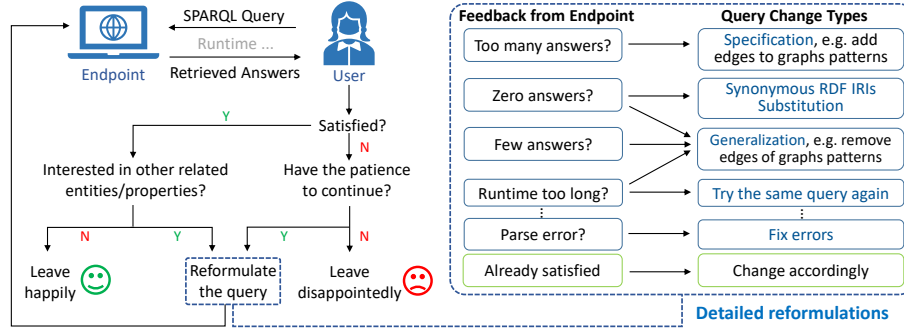 SPARQL Query
Runtime ...
Retrieved Answers
Endpoint
User
Y
Satisfied?
N
Interested in other related
entities/properties?
Have the patience
to continue?
N
Y
Y
N
Leave
happily
Reformulate
the query
Leave
disappointedly
Feedback from Endpoint
Query Change Types
Too many answers?
Specification, e.g. add
edges to graphs patterns
Zero answers?
Synonymous RDF IRIs
Substitution
Few answers?
Generalization, e.g. remove
edges of graphs patterns
Runtime too long?
Try the same query again
Parse error?
Fix errors
Already satisfied
Change accordingly
Detailed reformulations